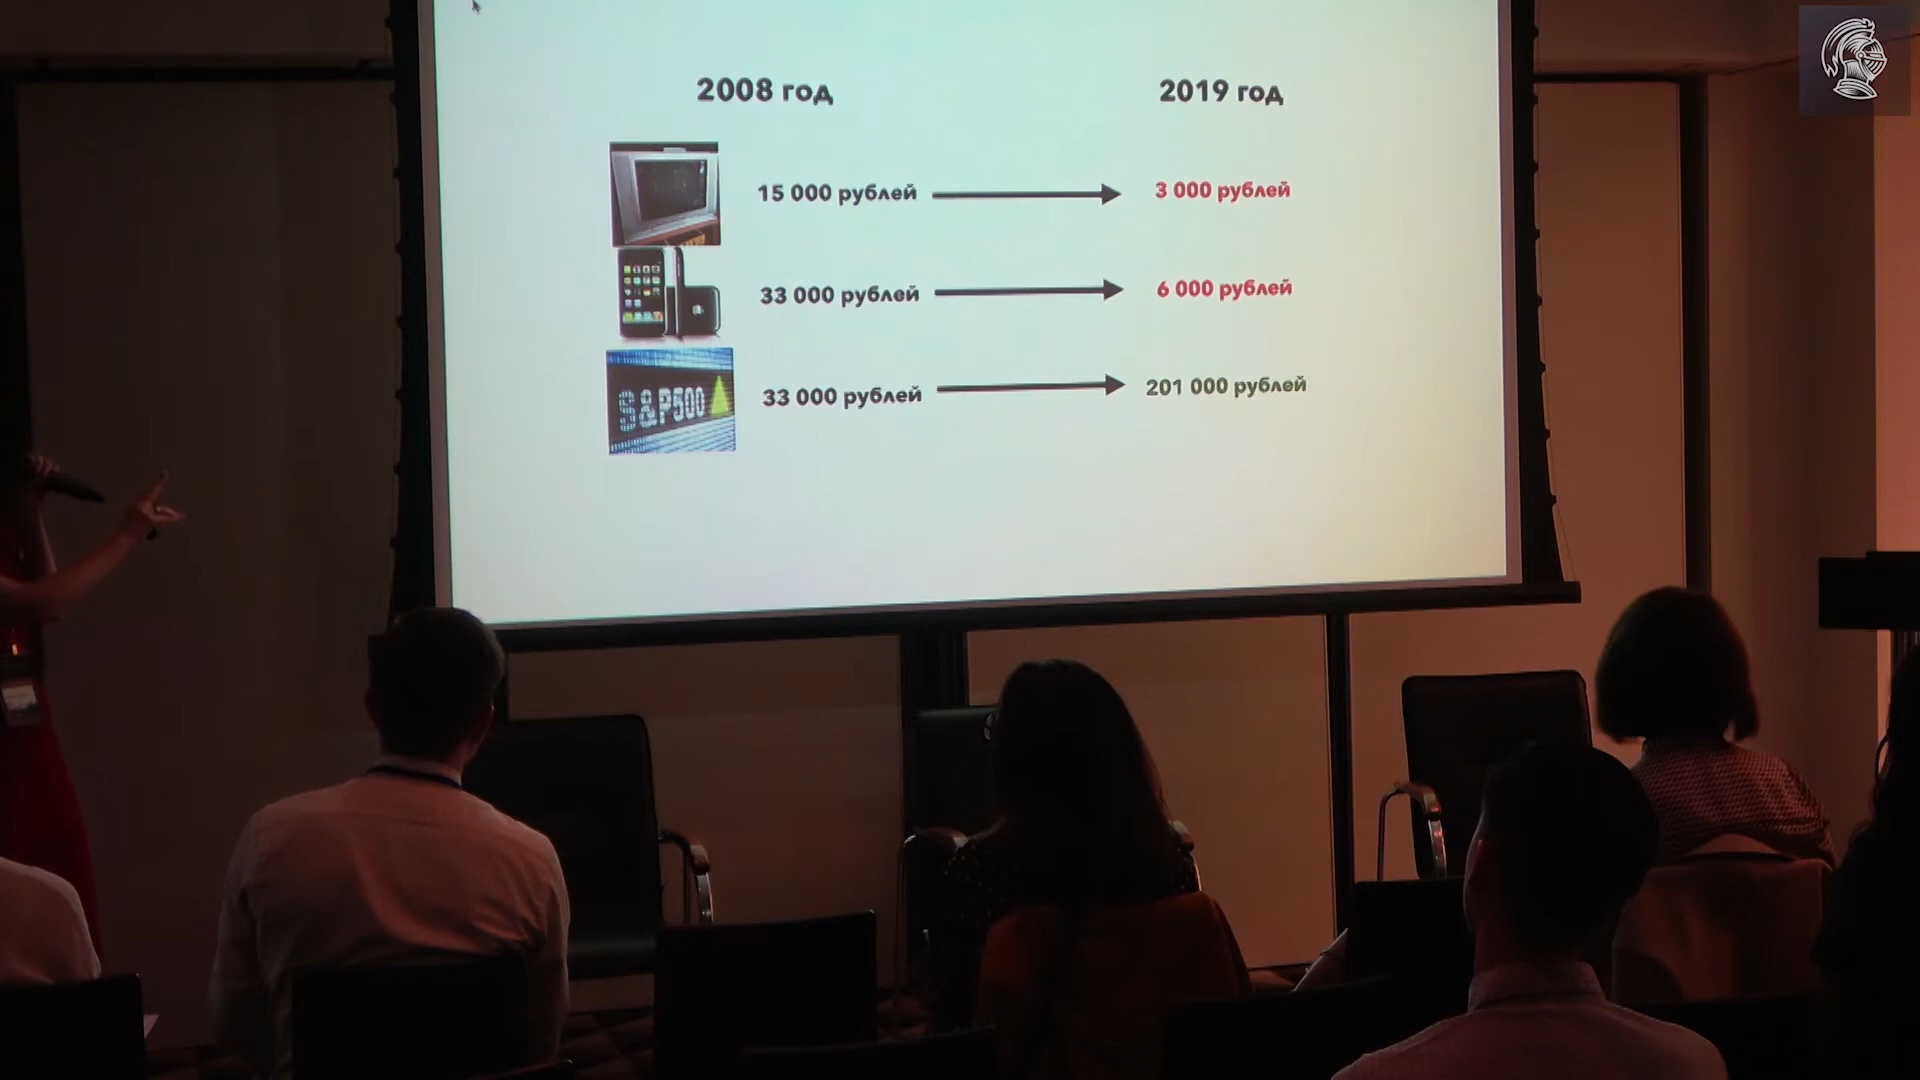 2008 год 2019 год
15 000 рублей 3 000 рублей
33 000 рублей 6 000 рублей
S&P500 33 000 рублей 201 000 рублей